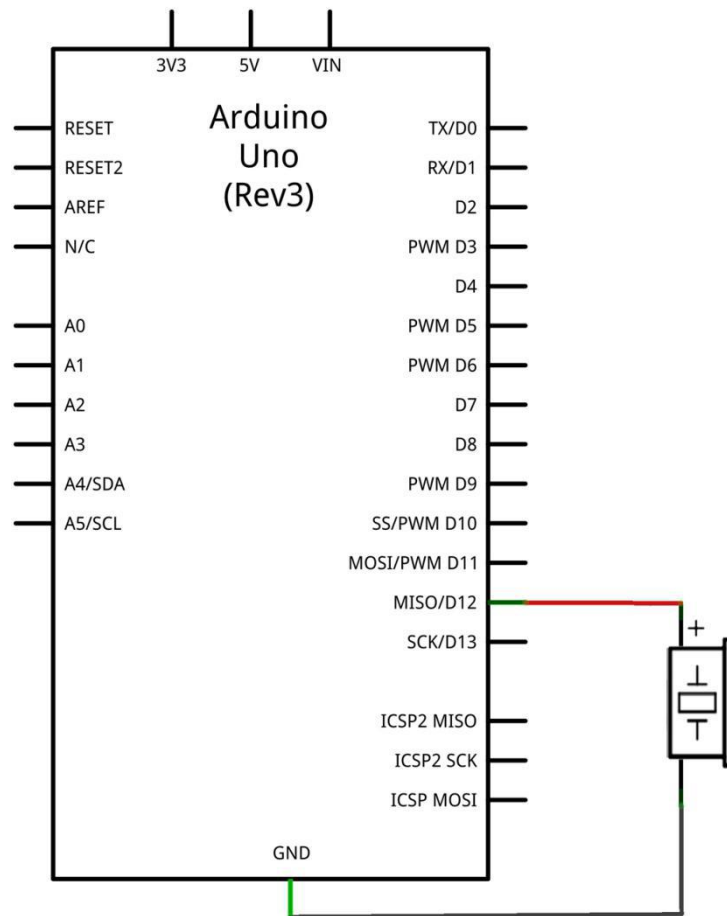 3V3 5V VIN
Arduino
Uno
(Rev3)
RESET
RESET2
AREF
N/C
A0
A1
A2
A3
A4/SDA
A5/SCL
TX/D0
RX/D1
D2
PWM D3
D4
PWM D5
PWM D6
D7
D8
PWM D9
SS/PWM D10
MOSI/PWM D11
MISO/D12
SCK/D13
ICSP2 MISO
ICSP2 SCK
ICSP MOSI
GND
+